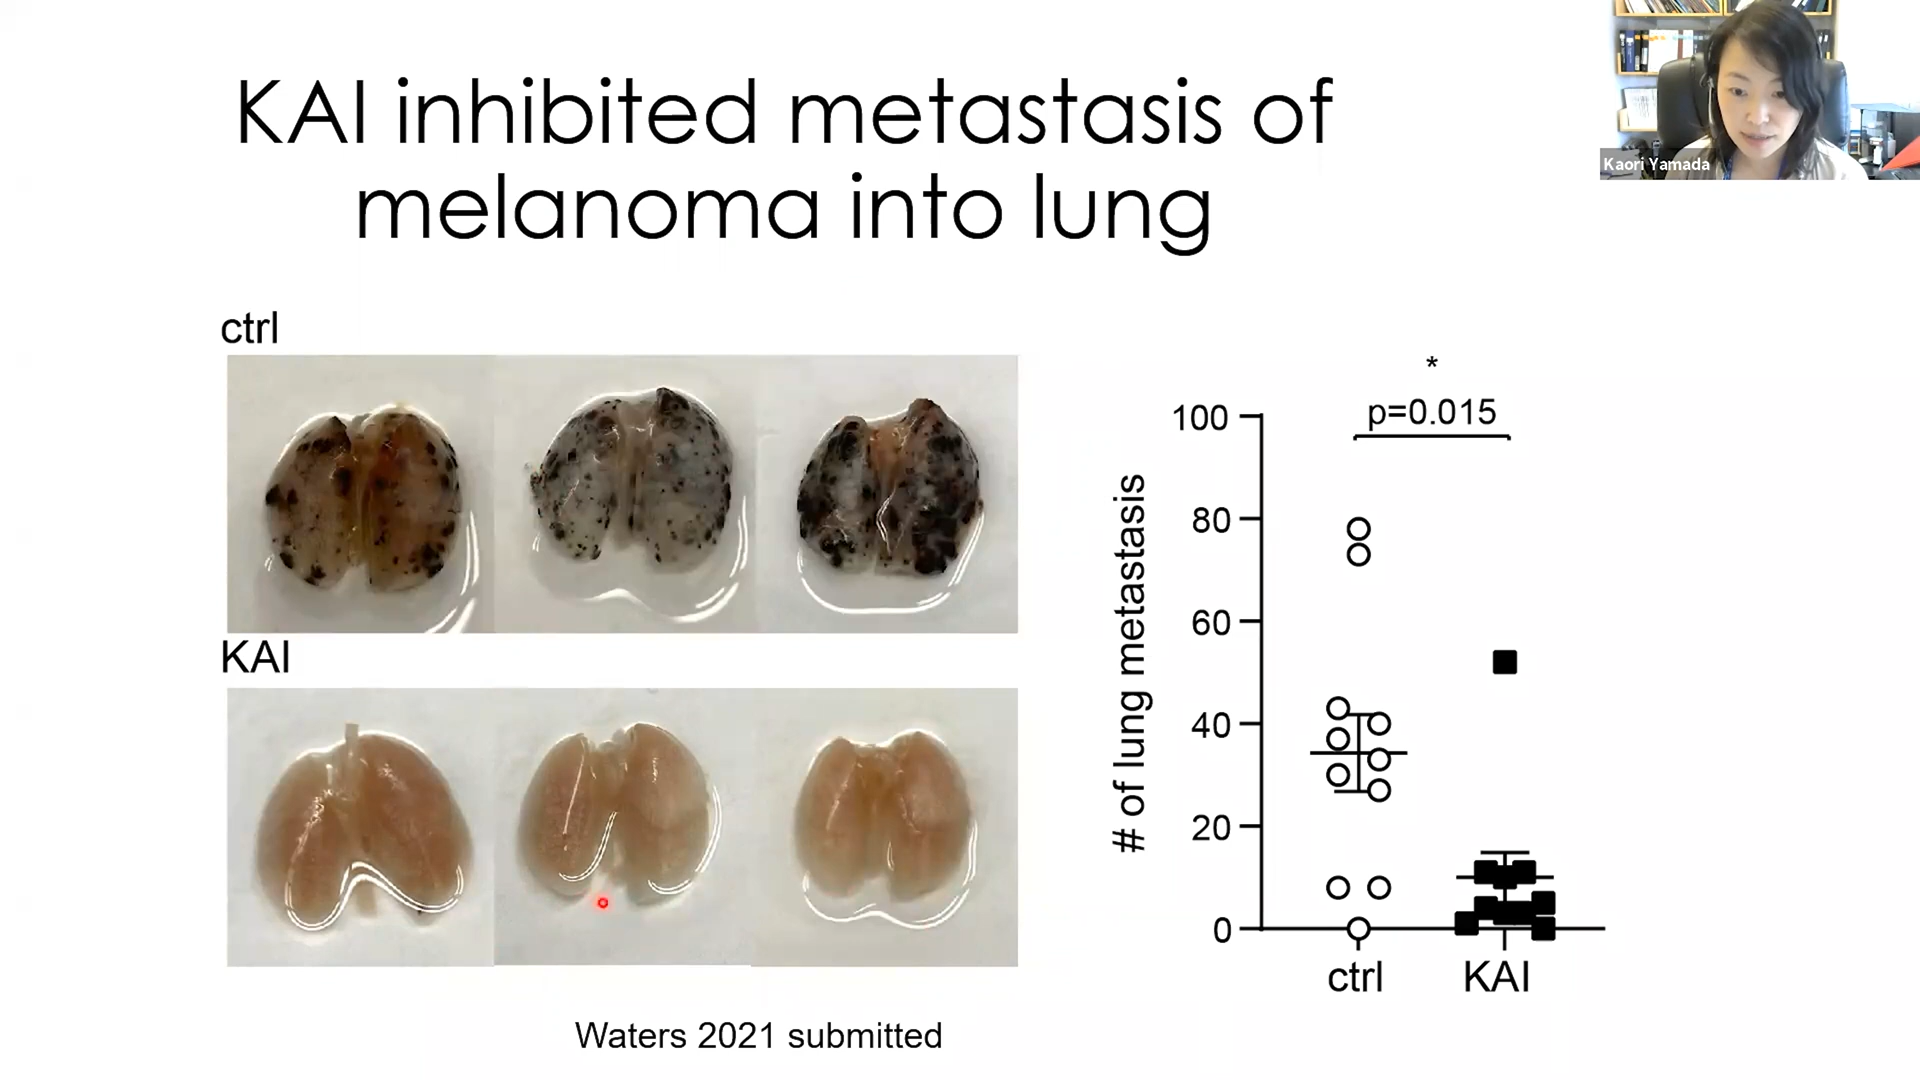 KAI inhibited metastasis of
melanoma into lung
Kaori Yamada
ctrl
KAI
*
p=0.015
# of lung metastasis
100
80
60
40
20
0
ctrl
KAI
Waters 2021 submitted